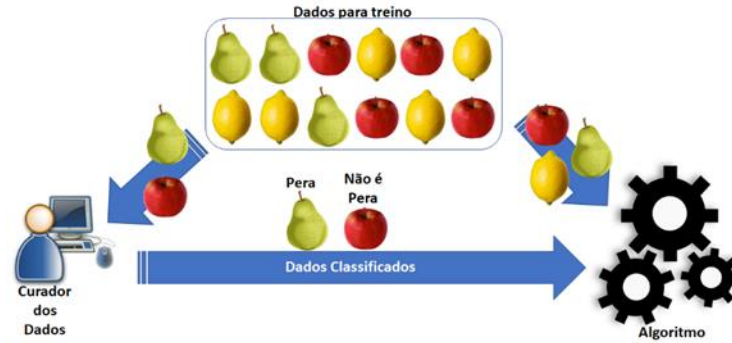 Dados para treino
Pera
Não é
Pera
Dados Classificados
Curador
dos
Dados
Algoritmo